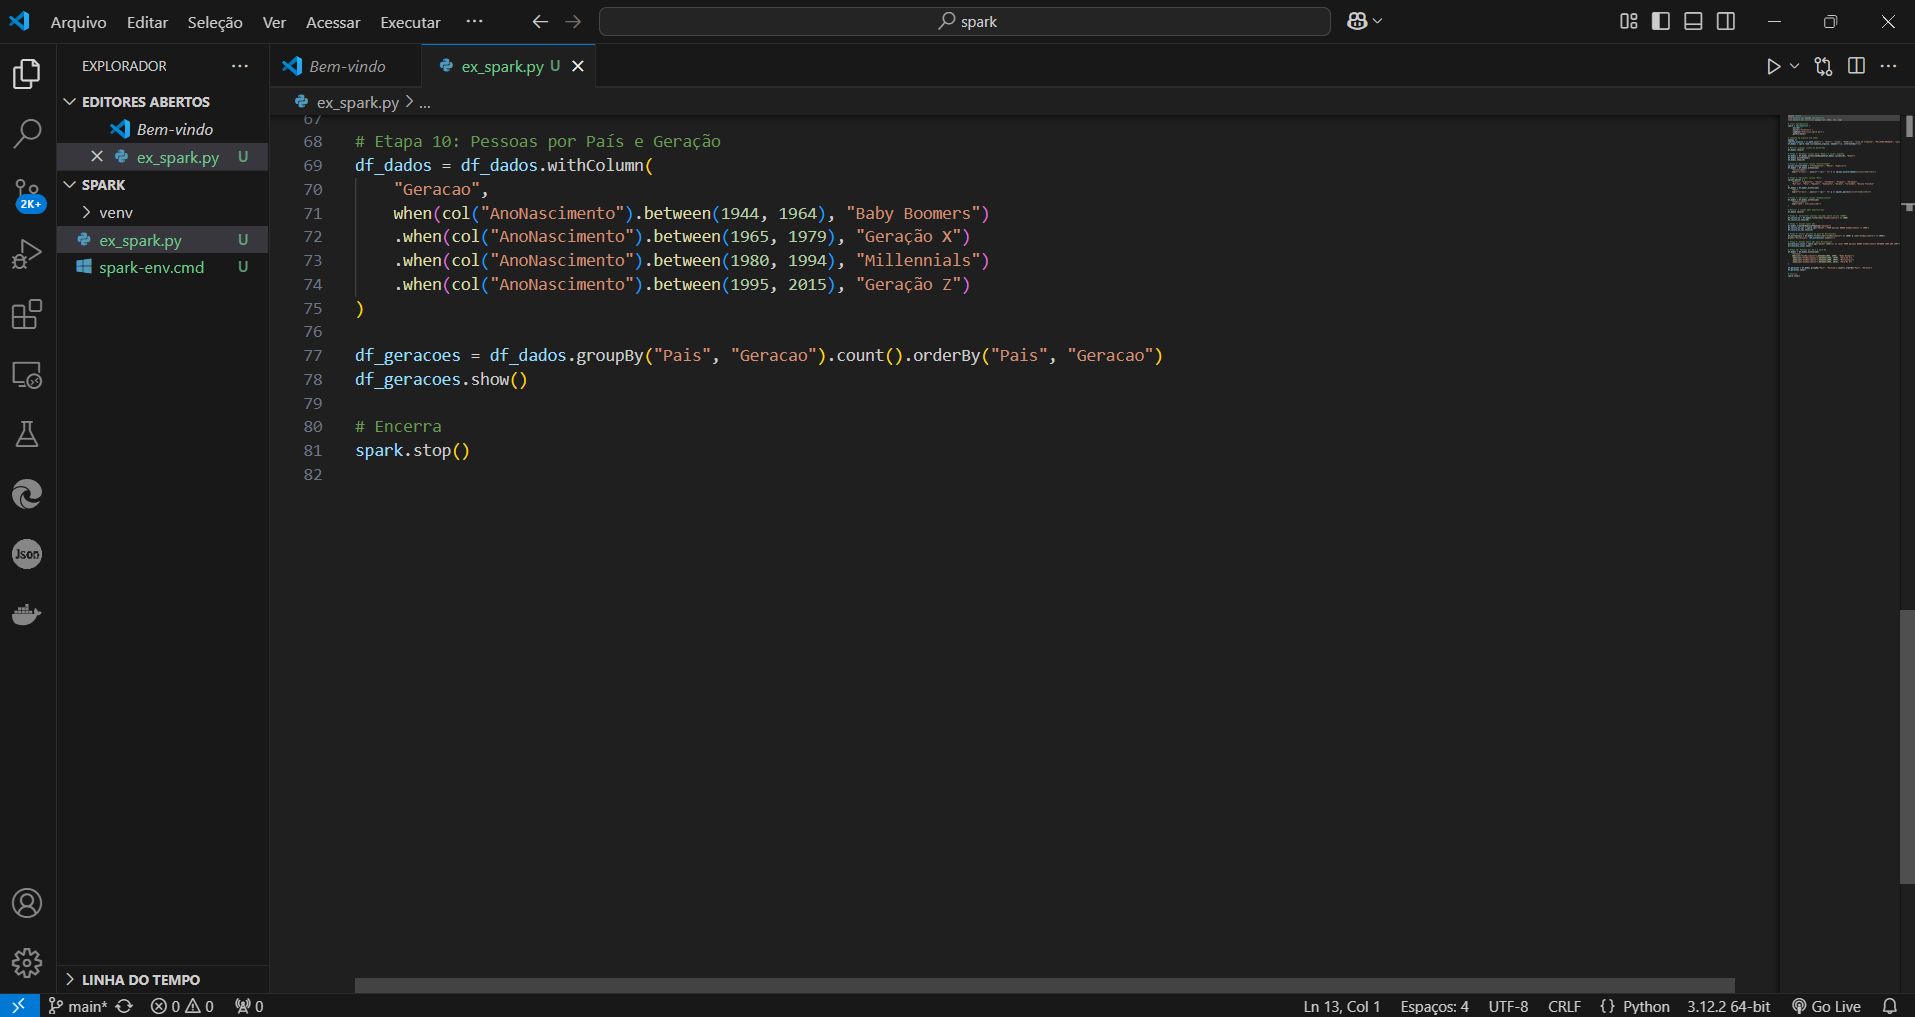 Arquivo Editar Seleção Ver Acessar Executar ··· spark
EXPLORADOR ···
EDITORES ABERTOS
Bem-vindo
ex_spark.py U
SPARK
venv
ex_spark.py U
spark-env.cmd U
LINHA DO TEMPO
2K+
Json
Bem-vindo ex_spark.py U
ex_spark.py > ...
67
68 # Etapa 10: Pessoas por País e Geração
69 df_dados = df_dados.withColumn(
70 "Geracao",
71 when(col("AnoNascimento").between(1944, 1964), "Baby Boomers")
72 .when(col("AnoNascimento").between(1965, 1979), "Geração X")
73 .when(col("AnoNascimento").between(1980, 1994), "Millennials")
74 .when(col("AnoNascimento").between(1995, 2015), "Geração Z")
75 )
76
77 df_geracoes = df_dados.groupBy("Pais", "Geracao").count().orderBy("Pais", "Geracao")
78 df_geracoes.show()
79
80 # Encerra
81 spark.stop()
82
main* 0 0 0 Ln 13, Col 1 Espaços: 4 UTF-8 CRLF {} Python 3.12.2 64-bit Go Live